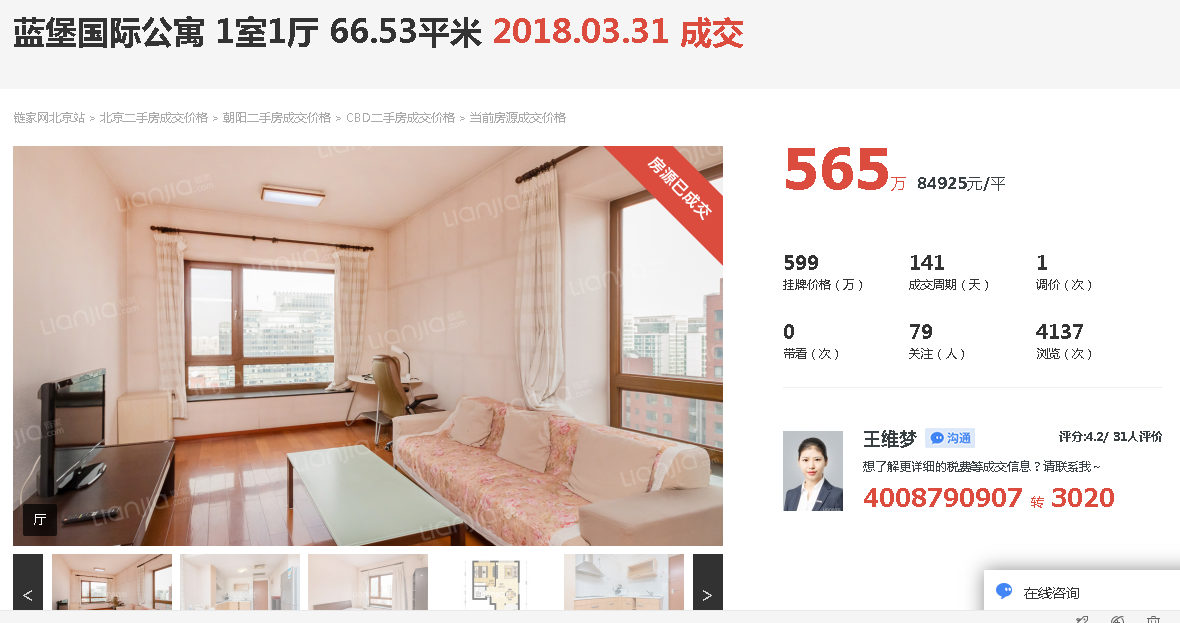 蓝堡国际公寓 1室1厅 66.53平米 2018.03.31 成交
链家网北京站 > 北京二手房成交价格 > 朝阳二手房成交价格 > CBD二手房成交价格 > 当前房源成交价格
房源已成交
Lianjia
厅
< >
565万 84925元/平
599 141 1
挂牌价格（万） 成交周期（天） 调价（次）
0 79 4137
带看（次） 关注（人） 浏览（次）
王维梦 沟通 评分:4.2/ 31人评价
想了解更详细的税费等成交信息？请联系我~
4008790907 转 3020
在线咨询